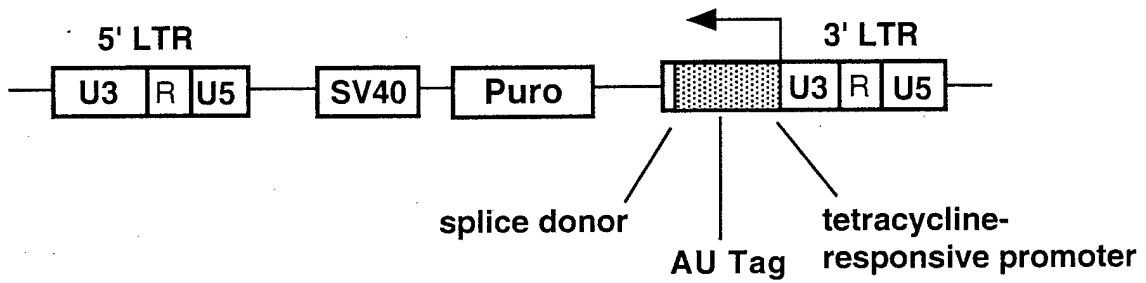 5' LTR
3' LTR
U3 R U5 SV40 Puro U3 R U5
splice donor
AU Tag
tetracycline-
responsive promoter